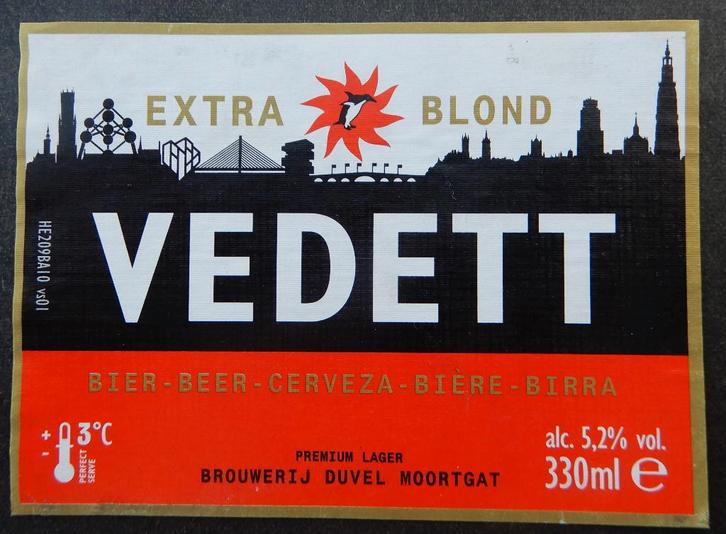 EXTRA BLOND
VEDETT
HE209BA10 vs01
BIER-BEER-CERVEZA-BIÈRE-BIRRA
+ 3°C
-
PERFECT
SERVE
PREMIUM LAGER
BROUWERIJ DUVEL MOORTGAT
alc. 5,2% vol.
330ml e